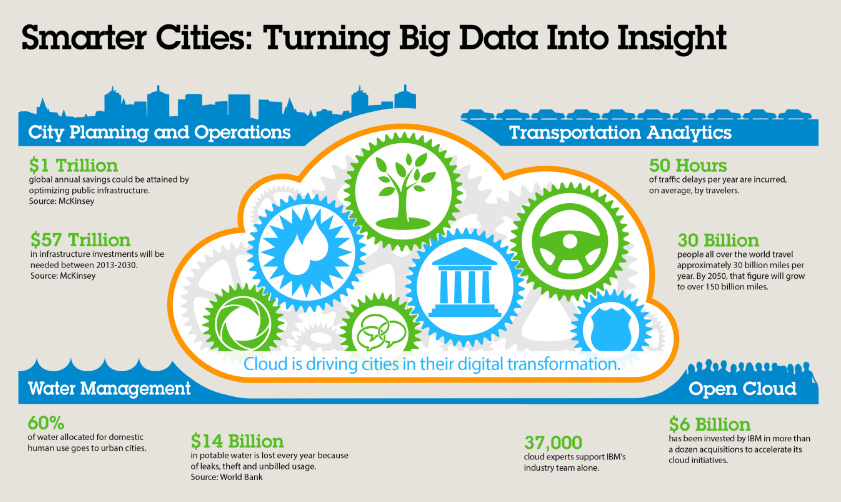 Smarter Cities: Turning Big Data Into Insight
City Planning and Operations
$1 Trillion
global annual savings could be attained by
optimizing public infrastructure.
Source: McKinsey
$57 Trillion
in infrastructure investments will be
needed between 2013-2030.
Source: McKinsey
Transportation Analytics
50 Hours
of traffic delays per year are incurred,
on average, by travelers.
30 Billion
people all over the world travel
approximately 30 billion miles per
year. By 2050, that figure will grow
to over 150 billion miles.
Cloud is driving cities in their digital transformation.
Water Management
60%
of water allocated for domestic
human use goes to urban cities.
$14 Billion
in potable water is lost every year because
of leaks, theft and unbilled usage.
Source: World Bank
Open Cloud
37,000
cloud experts support IBM's
industry team alone.
$6 Billion
has been invested by IBM in more than
a dozen acquisitions to accelerate its
cloud initiatives.